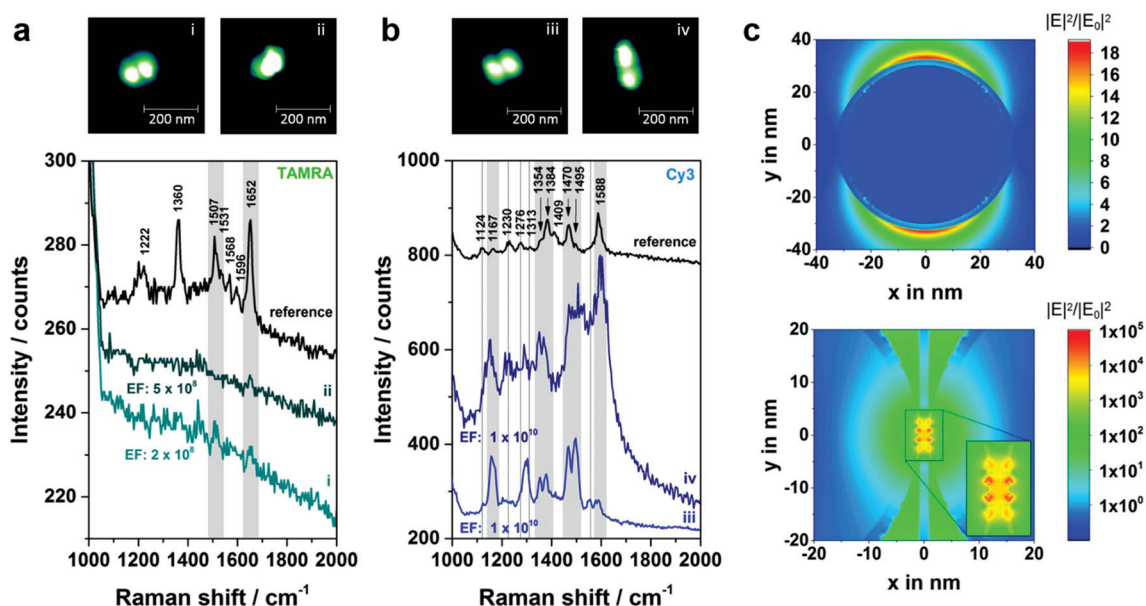 a
i
ii
200 nm
200 nm
b
iii
iv
200 nm
200 nm
c
Intensity / counts
300
290
280
270
260
250
240
230
220
TAMRA
1222
1360
1507
1531
1568
1596
1652
reference
ii
EF: 5 x 10⁸
EF: 2 x 10⁸
i
1000 1200 1400 1600 1800 2000
Raman shift / cm⁻¹
Intensity / counts
1000
800
600
400
200
Cy3
1124
1167
1230
1276
1313
1354
1384
1409
1470
1495
1588
reference
EF: 1 x 10¹⁰
iv
EF: 1 x 10¹⁰
iii
1000 1200 1400 1600 1800 2000
Raman shift / cm⁻¹
|E|²/|E₀|²
y in nm
40
20
0
-20
-40
-40 -20 0 20 40
x in nm
18
16
14
12
10
8
6
4
2
0
|E|²/|E₀|²
y in nm
20
10
0
-10
-20
-20 -10 0 10 20
x in nm
1x10⁵
1x10⁴
1x10³
1x10²
1x10¹
1x10⁰